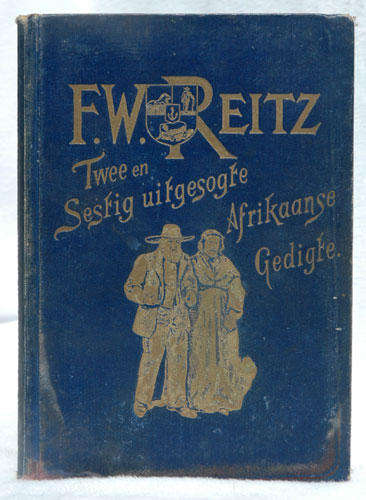 F.W. REITZ
Twee en
Sestig uitgesogte
Afrikaanse
Gedigte.